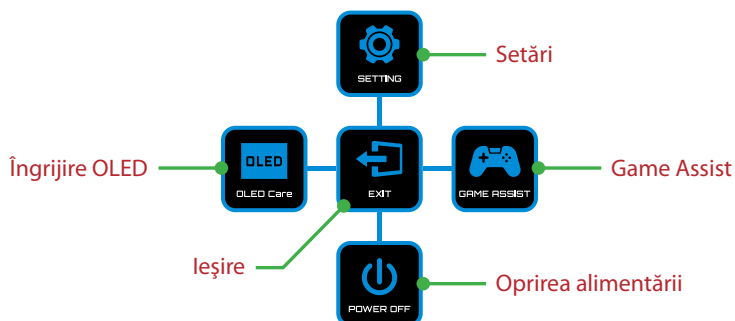 SETTING
Setări
OLED
OLED Care
Îngrijire OLED
EXIT
Ieşire
GAME ASSIST
Game Assist
POWER OFF
Oprirea alimentării